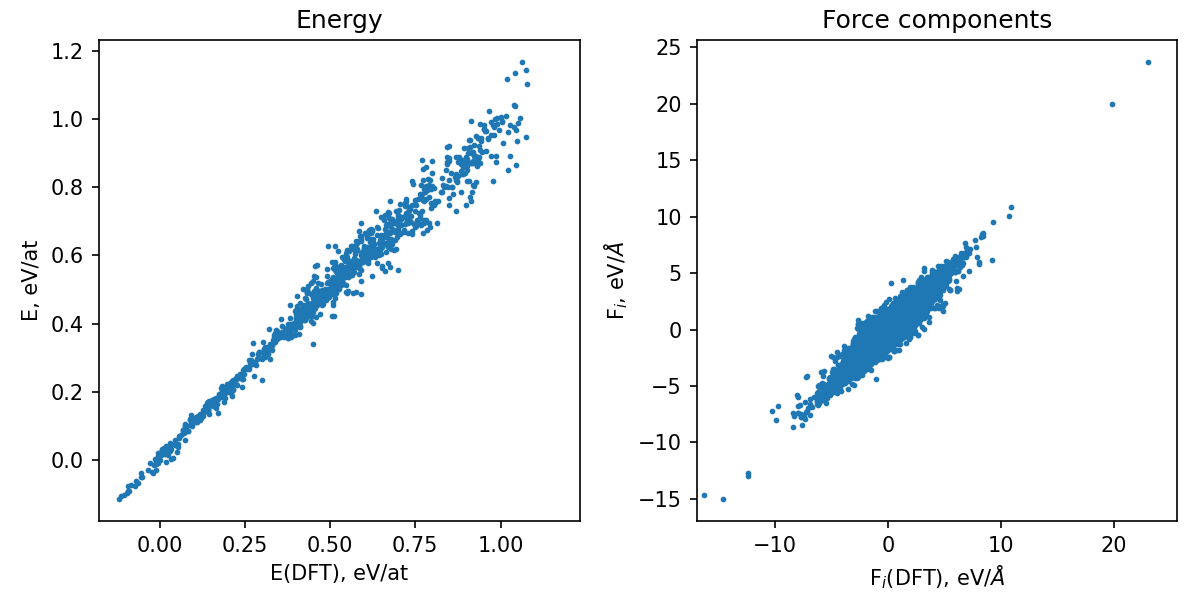 Energy
1.2
1.0
0.8
0.6
0.4
0.2
0.0
E, eV/at
0.00 0.25 0.50 0.75 1.00
E(DFT), eV/at
Force components
25
20
15
10
5
0
−5
−10
−15
Fᵢ, eV/Å
−10 0 10 20
Fᵢ(DFT), eV/Å